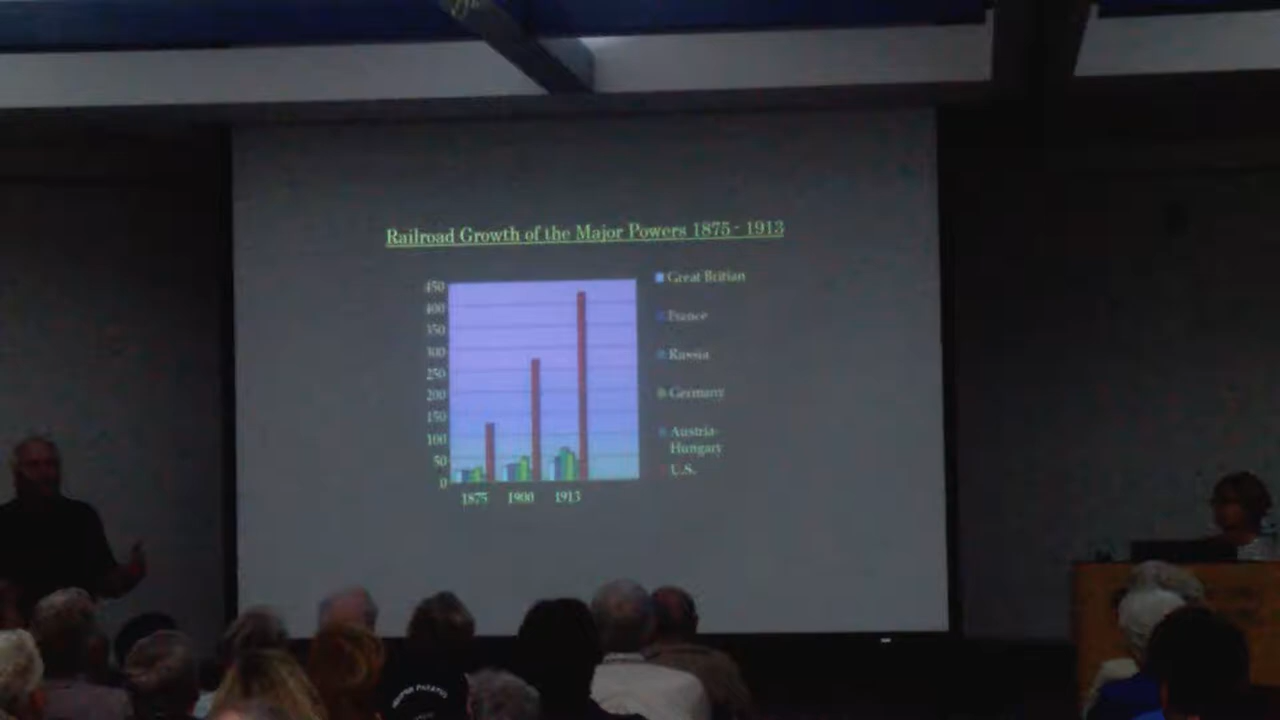 Railroad Growth of the Major Powers 1875 - 1913
450
400
350
300
250
200
150
100
50
0
1875 1900 1913
Great Britian
France
Russia
Germany
Austria-
Hungary
U.S.